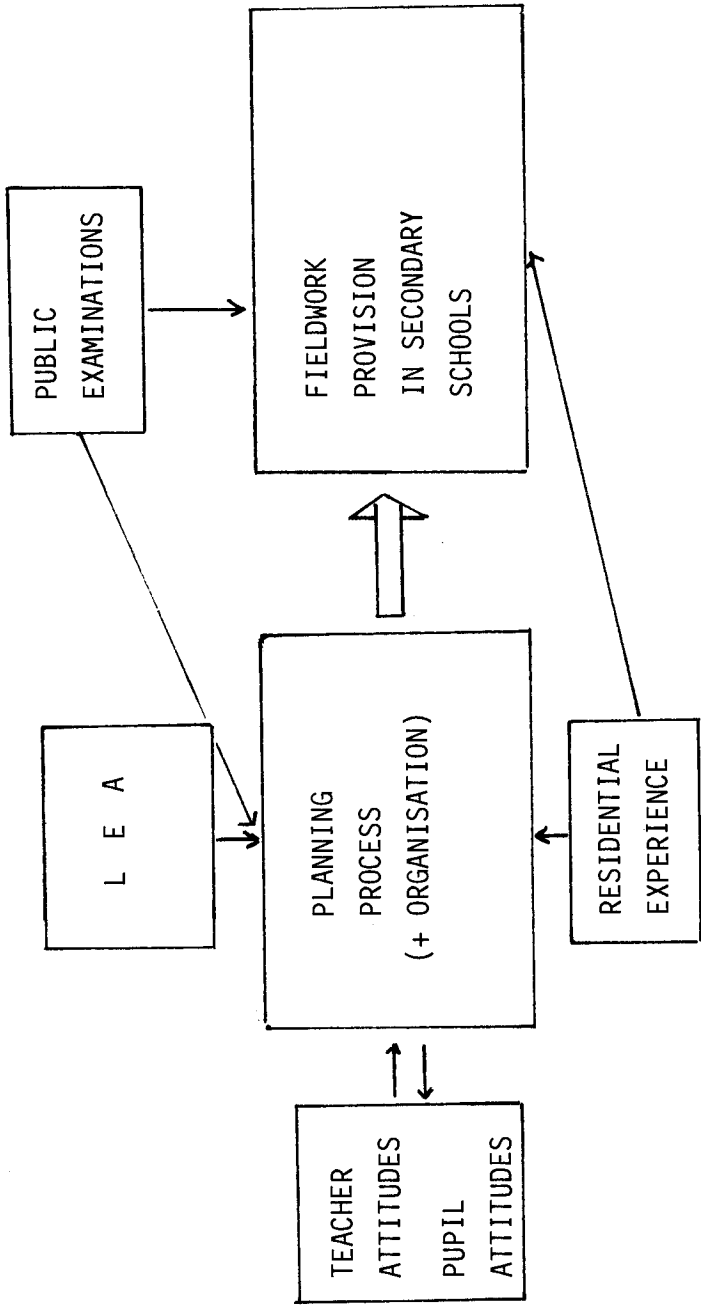 PUBLIC
EXAMINATIONS
L E A
FIELDWORK
PROVISION
IN SECONDARY
SCHOOLS
PLANNING
PROCESS
(+ ORGANISATION)
TEACHER
ATTITUDES
PUPIL
ATTITUDES
RESIDENTIAL
EXPERIENCE